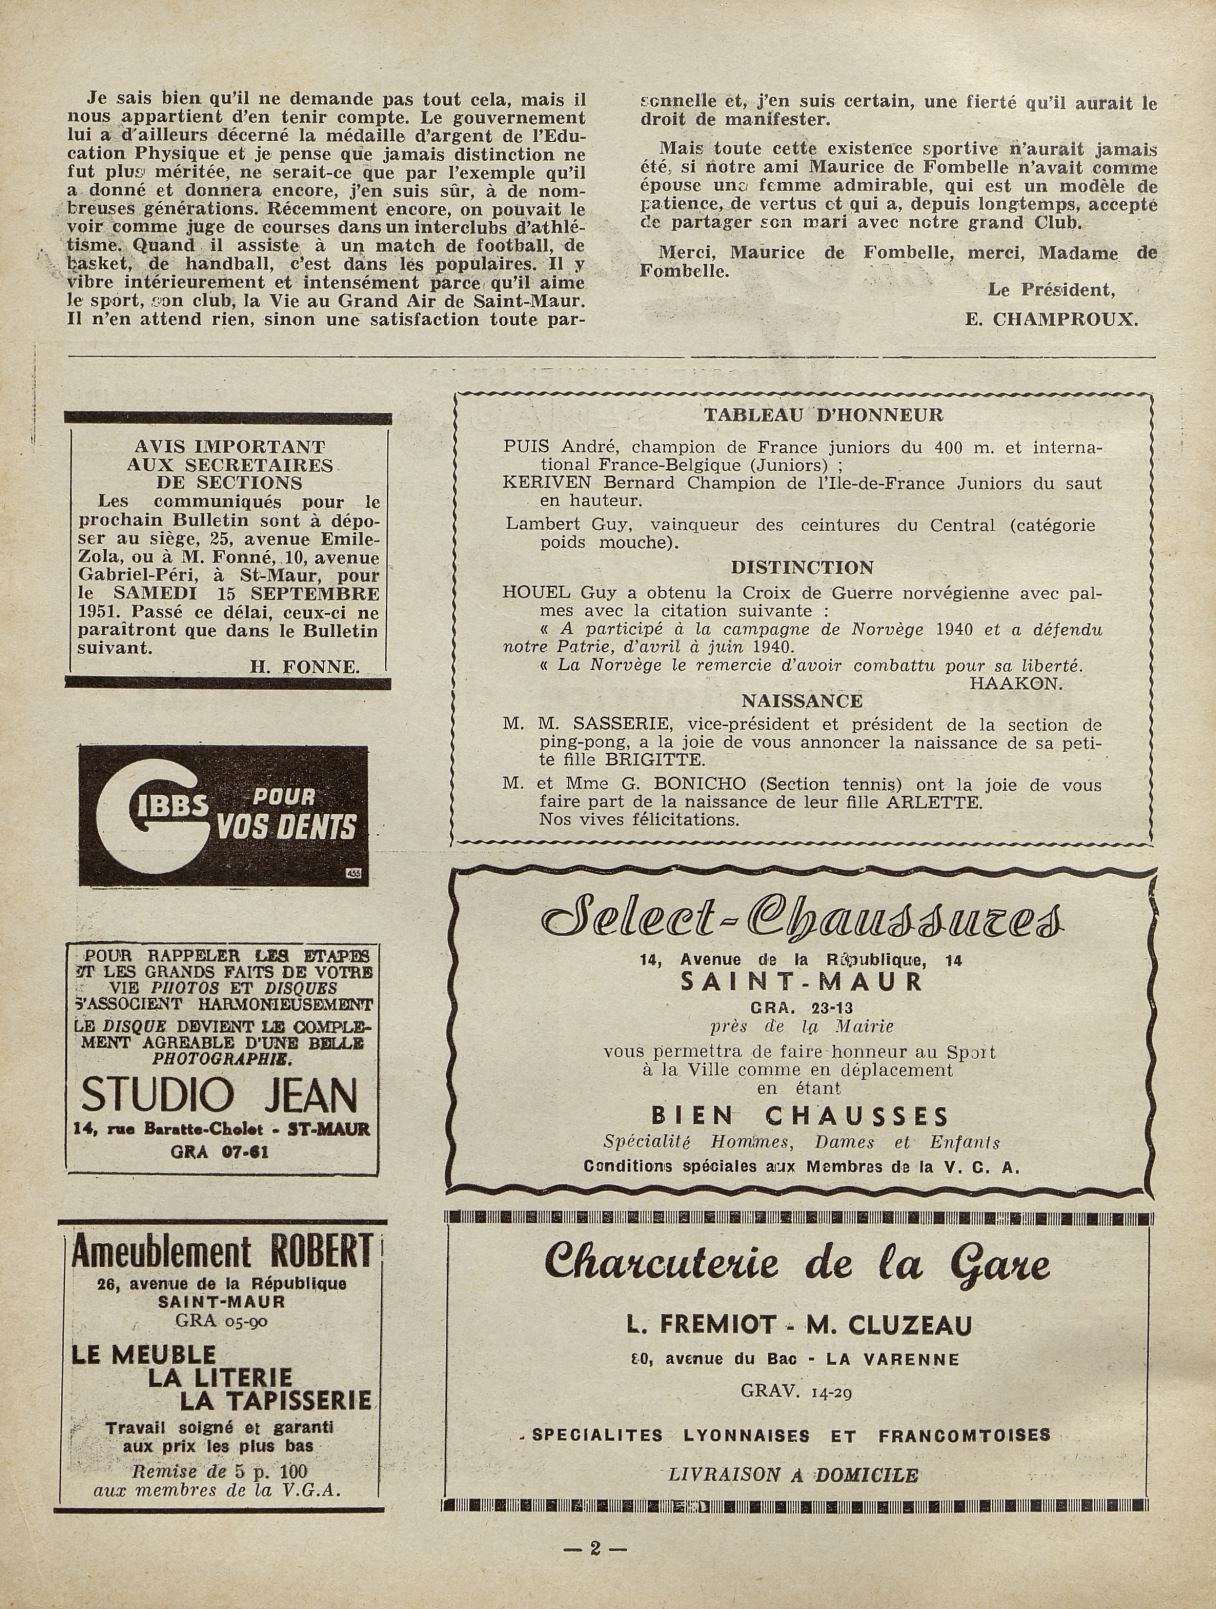 Je sais bien qu'il ne demande pas tout cela, mais il
nous appartient d'en tenir compte. Le gouvernement
lui a d'ailleurs décerné la médaille d'argent de l'Edu-
cation Physique et je pense que jamais distinction ne
fut plus méritée, ne serait-ce que par l'exemple qu'il
a donné et donnera encore, j'en suis sûr, à de nom-
breuses générations. Récemment encore, on pouvait le
voir comme juge de courses dans un interclubs d'athlé-
tisme. Quand il assiste à un match de football, de
basket, de handball, c'est dans les populaires. Il y
vibre intérieurement et intensément parce qu'il aime
le sport, son club, la Vie au Grand Air de Saint-Maur.
Il n'en attend rien, sinon une satisfaction toute par-
sonnelle et, j'en suis certain, une fierté qu'il aurait le
droit de manifester.
Mais toute cette existence sportive n'aurait jamais
été, si notre ami Maurice de Fombelle n'avait comme
épouse une femme admirable, qui est un modèle de
patience, de vertus et qui a, depuis longtemps, accepté
de partager son mari avec notre grand Club.
Merci, Maurice de Fombelle, merci, Madame de
Fombelle.
Le Président,
E. CHAMPROUX.
AVIS IMPORTANT
AUX SECRETAIRES
DE SECTIONS
Les communiqués pour le
prochain Bulletin sont à dépo-
ser au siège, 25, avenue Emile-
Zola, ou à M. Fonné, 10, avenue
Gabriel-Péri, à St-Maur, pour
le SAMEDI 15 SEPTEMBRE
1951. Passé ce délai, ceux-ci ne
paraîtront que dans le Bulletin
suivant.
H. FONNE.
GIBBS POUR
VOS DENTS
455
POUR RAPPELER LES ETAPES
ET LES GRANDS FAITS DE VOTRE
VIE PHOTOS ET DISQUES
S'ASSOCIENT HARMONIEUSEMENT
LE DISQUE DEVIENT LE COMPLE-
MENT AGREABLE D'UNE BELLE
PHOTOGRAPHIE.
STUDIO JEAN
14, rue Baratte-Cholet - ST-MAUR
GRA 07-61
Ameublement ROBERT
26, avenue de la République
SAINT-MAUR
GRA 05-90
LE MEUBLE
LA LITERIE
LA TAPISSERIE
Travail soigné et garanti
aux prix les plus bas
Remise de 5 p. 100
aux membres de la V.G.A.
TABLEAU D'HONNEUR
PUIS André, champion de France juniors du 400 m. et interna-
tional France-Belgique (Juniors) ;
KERIVEN Bernard Champion de l'Ile-de-France Juniors du saut
en hauteur.
Lambert Guy, vainqueur des ceintures du Central (catégorie
poids mouche).
DISTINCTION
HOUEL Guy a obtenu la Croix de Guerre norvégienne avec pal-
mes avec la citation suivante :
« A participé à la campagne de Norvège 1940 et a défendu
notre Patrie, d'avril à juin 1940.
« La Norvège le remercie d'avoir combattu pour sa liberté.
HAAKON.
NAISSANCE
M. M. SASSERIE, vice-président et président de la section de
ping-pong, a la joie de vous annoncer la naissance de sa peti-
te fille BRIGITTE.
M. et Mme G. BONICHO (Section tennis) ont la joie de vous
faire part de la naissance de leur fille ARLETTE.
Nos vives félicitations.
Select-Chaussures
14, Avenue de la République, 14
SAINT-MAUR
GRA. 23-13
près de la Mairie
vous permettra de faire honneur au Sport
à la Ville comme en déplacement
en étant
BIEN CHAUSSES
Spécialité Hommes, Dames et Enfants
Conditions spéciales aux Membres de la V. G. A.
Charcuterie de la Gare
L. FREMIOT - M. CLUZEAU
80, avenue du Bac - LA VARENNE
GRAV. 14-29
SPECIALITES LYONNAISES ET FRANCOMTOISES
LIVRAISON A DOMICILE
— 2 —